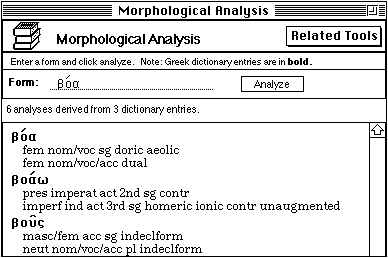 Morphological Analysis
Morphological Analysis
Related Tools
Enter a form and click analyze. Note: Greek dictionary entries are in bold.
Form: βόα
Analyze
6 analyses derived from 3 dictionary entries.
βόα
fem nom/voc sg doric aeolic
fem nom/voc/acc dual
βοάω
pres imperat act 2nd sg contr
imperf ind act 3rd sg homeric ionic contr unaugmented
βοῦς
masc/fem acc sg indeclform
neut nom/voc/acc pl indeclform